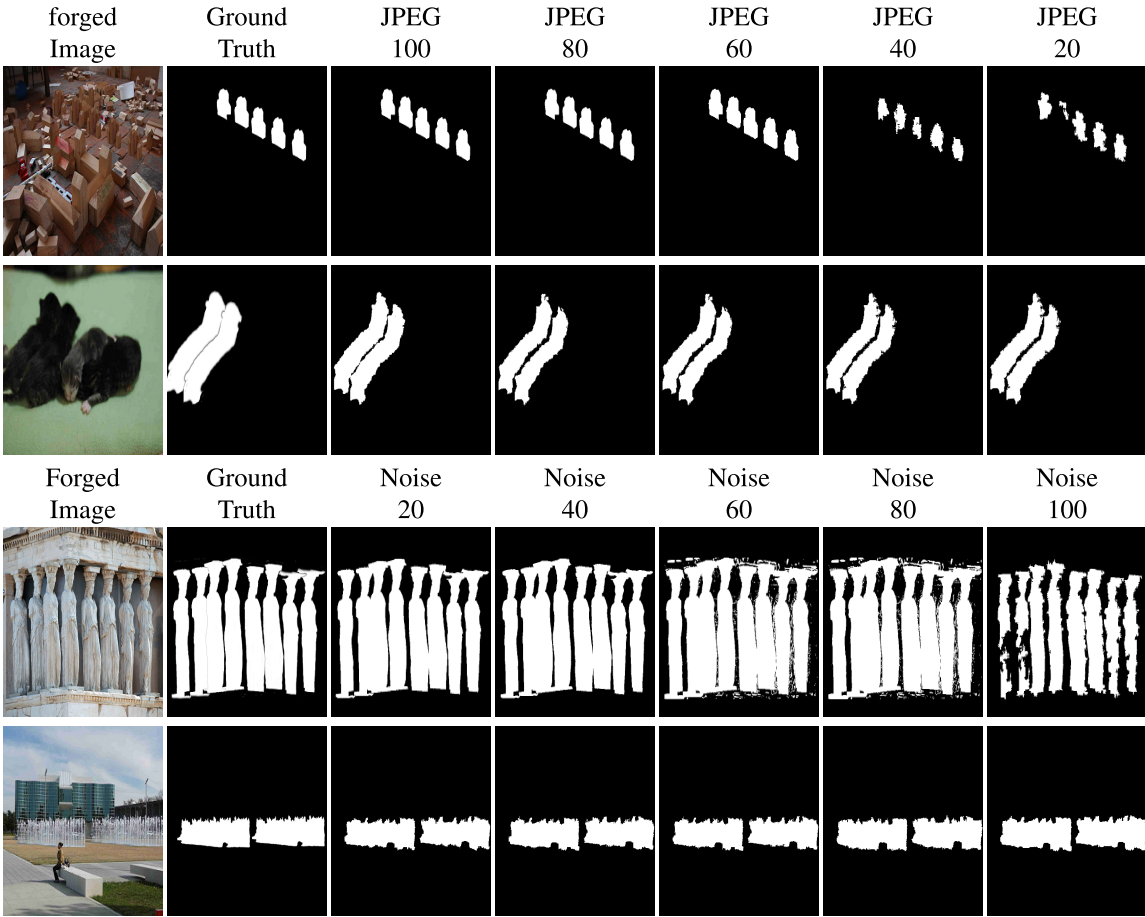 forged Ground JPEG JPEG JPEG JPEG JPEG
Image Truth 100 80 60 40 20
Forged Ground Noise Noise Noise Noise Noise
Image Truth 20 40 60 80 100